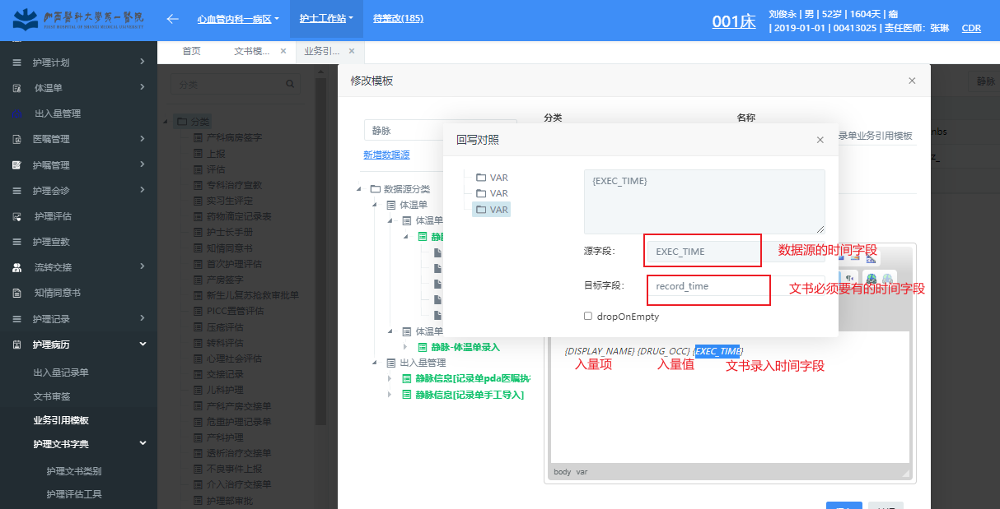 山西醫科大學第一醫院
FIRST HOSPITAL OF SHANXI MEDICAL UNIVERSITY
心血管内科一病区
护士工作站
待整改(185)
001床
刘俊永 | 男 | 52岁 | 1604天 | 痛
| 2019-01-01 | 00413025 | 责任医师：张琳
CDR
护理计划
体温单
出入量管理
医嘱管理
护嘱管理
护理会诊
护理评估
护理宣教
流转交接
知情同意书
护理记录
护理病历
出入量记录单
文书审签
业务引用模板
护理文书字典
护理文书类别
护理评估工具
首页
文书模...
×
业务引...
×
分类
分类
产科病房签字
上报
评估
专科治疗宣教
实习生评定
药物滴定记录表
护士长手册
知情同意书
首次护理评估
产房签字
新生儿复苏抢救审批单
PICC置管评估
压疮评估
转科评估
心理社会评估
交接记录
儿科护理
产科产房交接单
危重护理记录单
产科护理
透析治疗交接单
不良事件上报
介入治疗交接单
护理部审批
静脉
nbs
z_
修改模板
×
静脉
新增数据源
数据源分类
体温单
体温单
静脉
体温单
静脉-体温单录入
出入量管理
静脉信息[记录单pda医嘱执行
静脉信息[记录单手工导入]
分类
名称
录单业务引用模板
回写对照
×
VAR
VAR
VAR
{EXEC_TIME}
源字段：
EXEC_TIME
数据源的时间字段
目标字段：
record_time
文书必须要有的时间字段
dropOnEmpty
{DISPLAY_NAME} {DRUG_OCC} {EXEC_TIME}
入量项
入量值
文书录入时间字段
body var